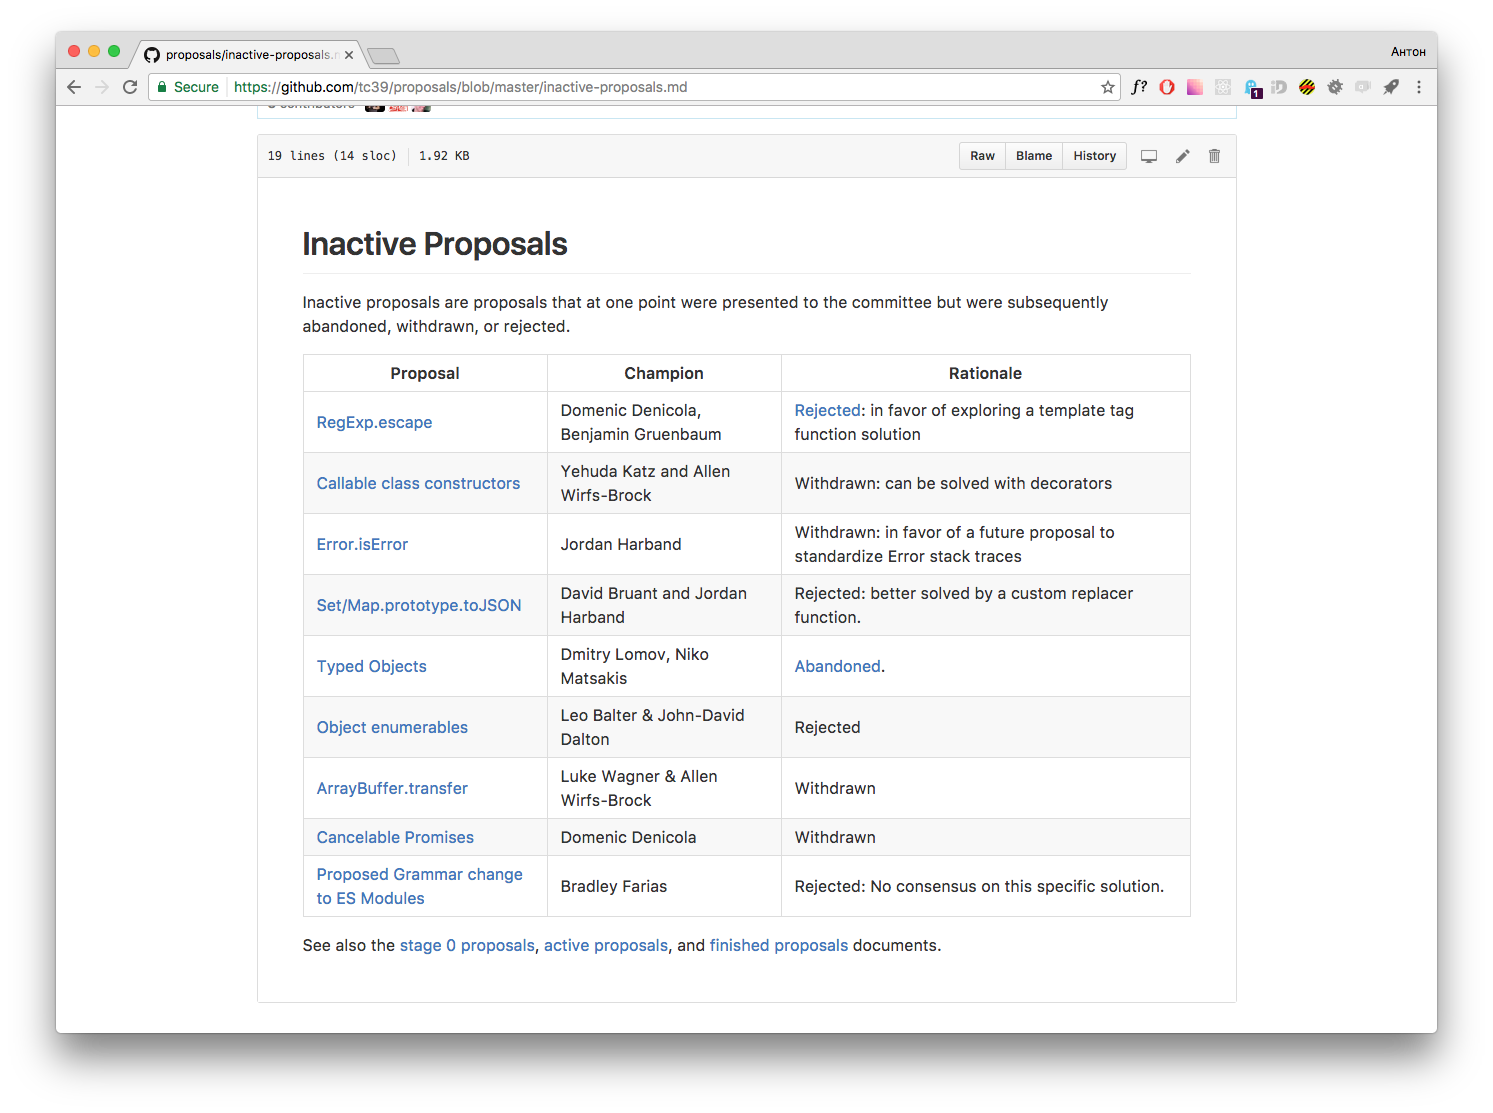 proposals/inactive-proposals.
Антон
Secure
https://github.com/tc39/proposals/blob/master/inactive-proposals.md
f?
1
19 lines (14 sloc) 1.92 KB
Raw Blame History
Inactive Proposals
Inactive proposals are proposals that at one point were presented to the committee but were subsequently
abandoned, withdrawn, or rejected.
Proposal Champion Rationale
RegExp.escape
Domenic Denicola,
Benjamin Gruenbaum
Rejected: in favor of exploring a template tag
function solution
Callable class constructors
Yehuda Katz and Allen
Wirfs-Brock
Withdrawn: can be solved with decorators
Error.isError
Jordan Harband
Withdrawn: in favor of a future proposal to
standardize Error stack traces
Set/Map.prototype.toJSON
David Bruant and Jordan
Harband
Rejected: better solved by a custom replacer
function.
Typed Objects
Dmitry Lomov, Niko
Matsakis
Abandoned.
Object enumerables
Leo Balter & John-David
Dalton
Rejected
ArrayBuffer.transfer
Luke Wagner & Allen
Wirfs-Brock
Withdrawn
Cancelable Promises
Domenic Denicola
Withdrawn
Proposed Grammar change
to ES Modules
Bradley Farias
Rejected: No consensus on this specific solution.
See also the stage 0 proposals, active proposals, and finished proposals documents.